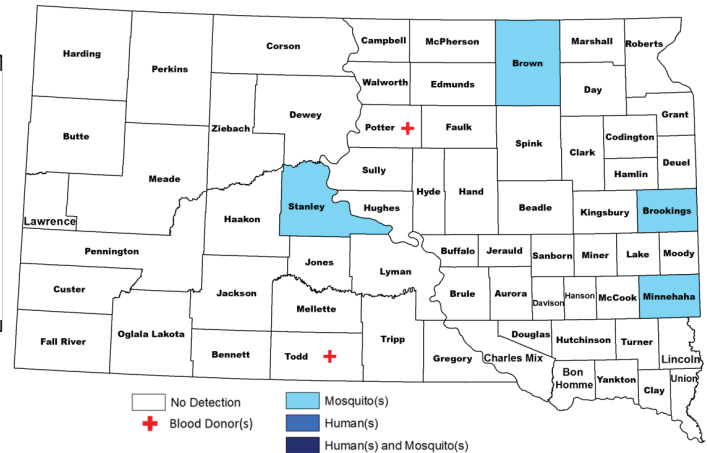 Harding
Corson
Campbell
McPherson
Marshall
Roberts
Perkins
Brown
Walworth
Edmunds
Day
Dewey
Grant
Butte
Ziebach
Potter
Faulk
Spink
Clark
Codington
Deuel
Meade
Sully
Hamlin
Hyde
Hand
Lawrence
Haakon
Stanley
Hughes
Beadle
Kingsbury
Brookings
Pennington
Buffalo
Jerauld
Sanborn
Miner
Lake
Moody
Jones
Lyman
Custer
Jackson
Brule
Aurora
Davison
Hanson
McCook
Minnehaha
Mellette
Fall River
Oglala Lakota
Bennett
Todd
Tripp
Gregory
Charles Mix
Douglas
Hutchinson
Turner
Lincoln
Bon
Homme
Yankton
Clay
Union
No Detection
Blood Donor(s)
Mosquito(s)
Human(s)
Human(s) and Mosquito(s)